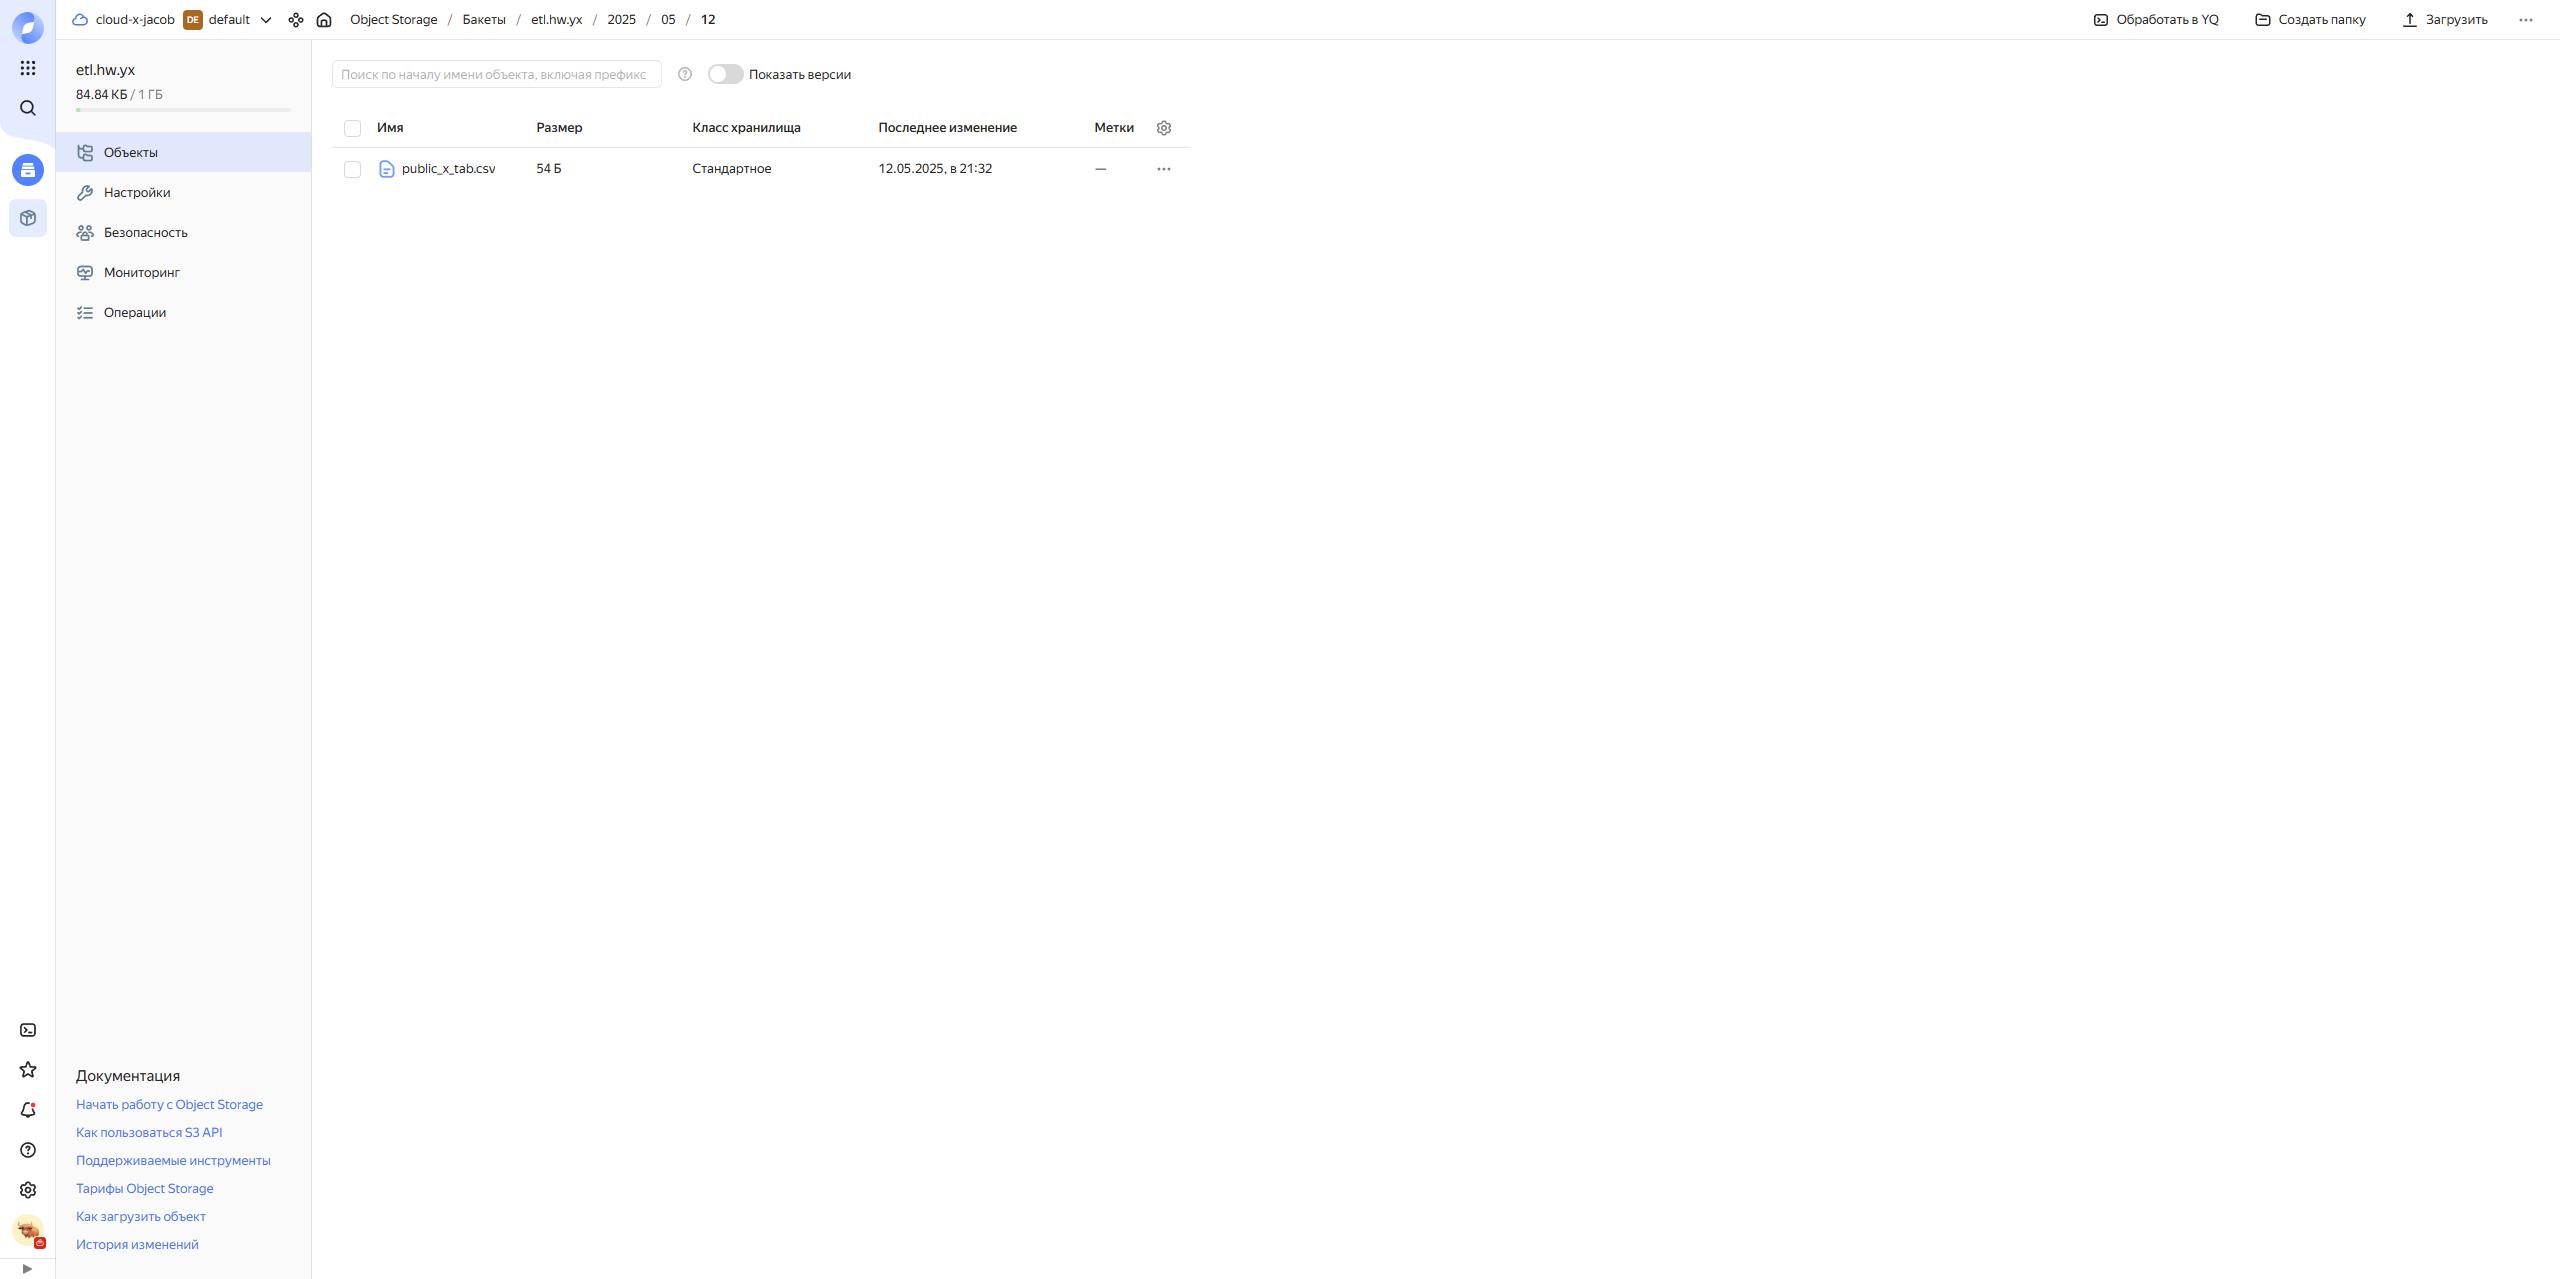 cloud-x-jacob DE default Object Storage / Бакеты / etl.hw.yx / 2025 / 05 / 12 Обработать в YQ Создать папку Загрузить
etl.hw.yx
84.84 КБ / 1 ГБ
Объекты
Настройки
Безопасность
Мониторинг
Операции
Поиск по началу имени объекта, включая префикс Показать версии
Имя Размер Класс хранилища Последнее изменение Метки
public_x_tab.csv 54 Б Стандартное 12.05.2025, в 21:32 —
Документация
Начать работу с Object Storage
Как пользоваться S3 API
Поддерживаемые инструменты
Тарифы Object Storage
Как загрузить объект
История изменений